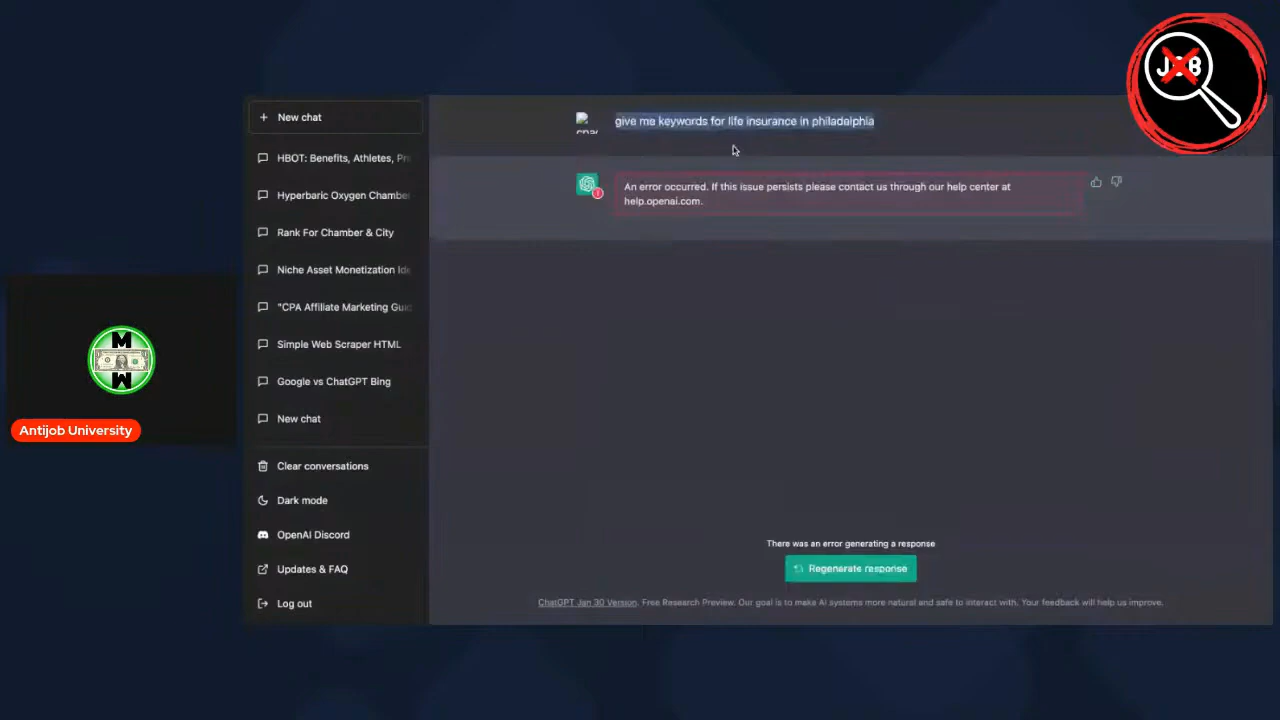 JOB
New chat
HBOT: Benefits, Athletes, Pr
Hyperbaric Oxygen Chamber
Rank For Chamber & City
Niche Asset Monetization Ide
"CPA Affiliate Marketing Guid
Simple Web Scraper HTML
Google vs ChatGPT Bing
New chat
Clear conversations
Dark mode
OpenAI Discord
Updates & FAQ
Log out
give me keywords for life insurance in philadelphia
An error occurred. If this issue persists please contact us through our help center at
help.openai.com.
There was an error generating a response
Regenerate response
ChatGPT Jan 30 Version. Free Research Preview. Our goal is to make AI systems more natural and safe to interact with. Your feedback will help us improve.
M
W
Antijob University